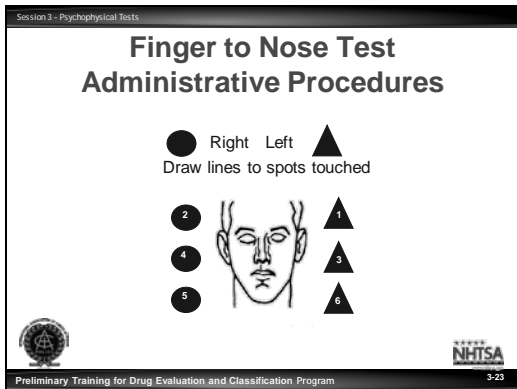 Session 3 - Psychophysical Tests
Finger to Nose Test
Administrative Procedures
Right Left
Draw lines to spots touched
2 1
4 3
5 6
NHTSA
Preliminary Training for Drug Evaluation and Classification Program 3-23